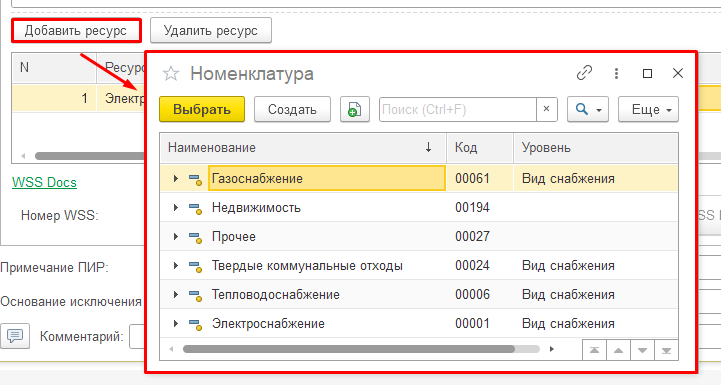 Добавить ресурс Удалить ресурс
N Ресурс
1 Электр
WSS Docs
Номер WSS:
Примечание ПИР:
Основание исключения
Комментарий:
Номенклатура
Выбрать Создать Поиск (Ctrl+F) × Еще
Наименование ↓ Код Уровень
Газоснабжение 00061 Вид снабжения
Недвижимость 00194
Прочее 00027
Твердые коммунальные отходы 00024 Вид снабжения
Тепловодоснабжение 00006 Вид снабжения
Электроснабжение 00001 Вид снабжения